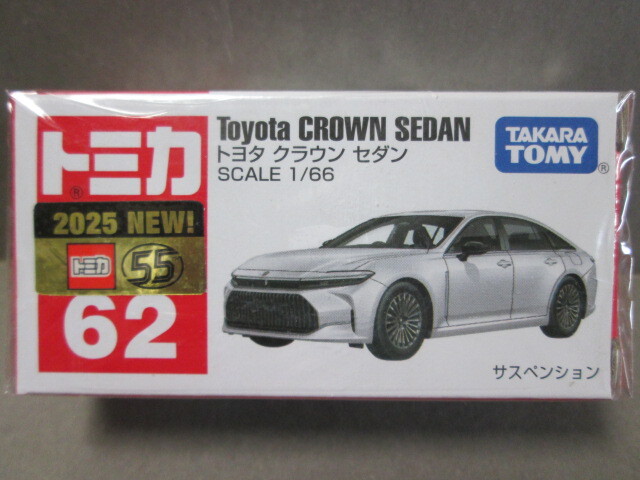 トミカ
®
2025 NEW!
トミカ
55
62
Toyota CROWN SEDAN
トヨタ クラウン セダン
SCALE 1/66
TAKARA
TOMY
®
サスペンション